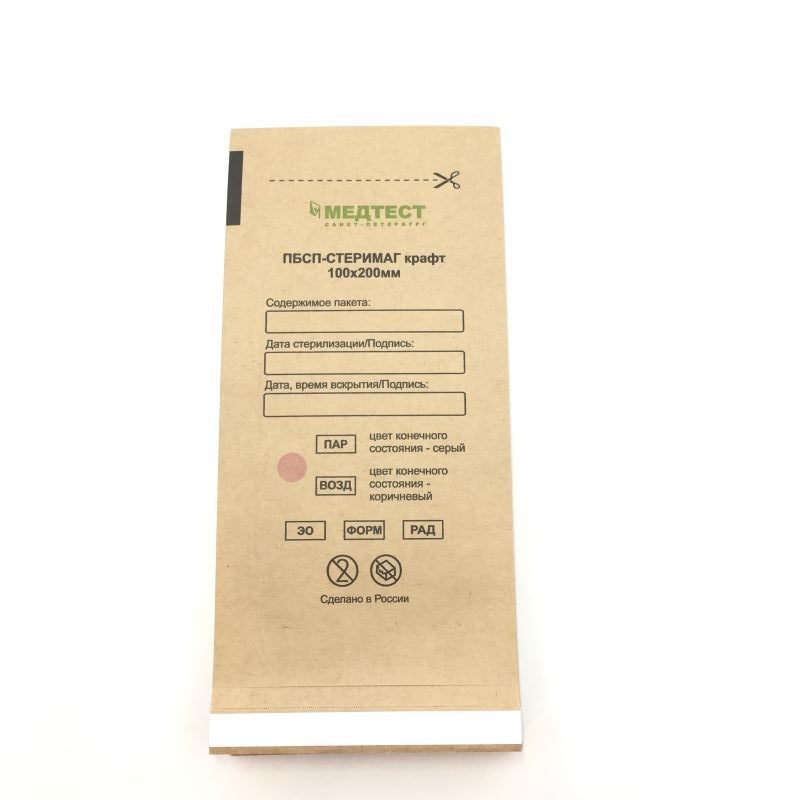 МЕДТЕСТ
САНКТ-ПЕТЕРБУРГ
ПБСП-СТЕРИМАГ крафт
100х200мм
Содержимое пакета:
Дата стерилизации/Подпись:
Дата, время вскрытия/Подпись:
ПАР
цвет конечного
состояния - серый
ВОЗД
цвет конечного
состояния -
коричневый
ЭО ФОРМ РАД
2
Сделано в России